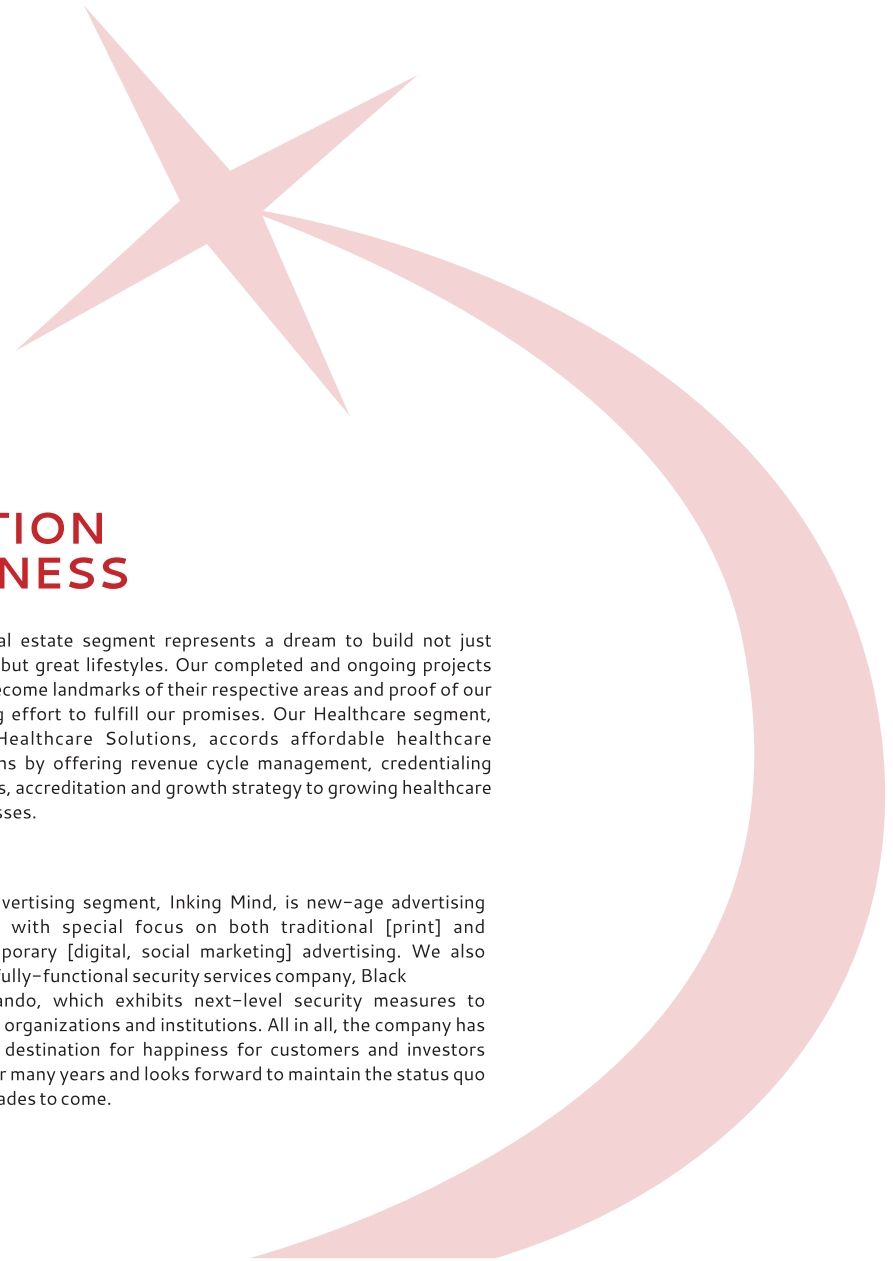 TION
NESS
al estate segment represents a dream to build not just
but great lifestyles. Our completed and ongoing projects
ecome landmarks of their respective areas and proof of our
g effort to fulfill our promises. Our Healthcare segment,
Healthcare Solutions, accords affordable healthcare
ns by offering revenue cycle management, credentialing
s, accreditation and growth strategy to growing healthcare
sses.
vertising segment, Inking Mind, is new-age advertising
with special focus on both traditional [print] and
porary [digital, social marketing] advertising. We also
fully-functional security services company, Black
ando, which exhibits next-level security measures to
organizations and institutions. All in all, the company has
destination for happiness for customers and investors
r many years and looks forward to maintain the status quo
ades to come.